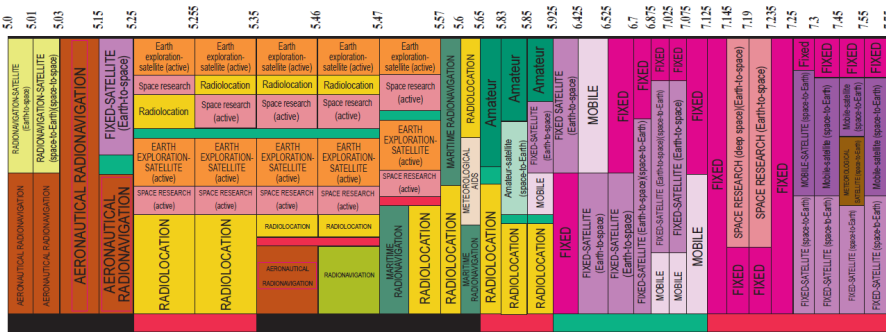 5.0
5.01
5.03
5.15
5.25
5.255
5.35
5.46
5.47
5.57
5.6
5.65
5.83
5.85
5.925
6.425
6.525
6.7
6.875
7.025
7.075
7.125
7.145
7.19
7.235
7.25
7.3
7.45
7.55
RADIONAVIGATION-SATELLITE
(Earth-to-space)
AERONAUTICAL RADIONAVIGATION
RADIONAVIGATION-SATELLITE
(space-to-Earth)(space-to-space)
AERONAUTICAL RADIONAVIGATION
AERONAUTICAL RADIONAVIGATION
FIXED-SATELLITE
(Earth-to-space)
AERONAUTICAL
RADIONAVIGATION
Earth
exploration-
satellite (active)
Space research
Radiolocation
EARTH
EXPLORATION-
SATELLITE
(active)
SPACE RESEARCH
(active)
RADIOLOCATION
Earth
exploration-
satellite (active)
Radiolocation
Space research
(active)
EARTH
EXPLORATION-
SATELLITE
(active)
SPACE RESEARCH
(active)
RADIOLOCATION
Earth
exploration-
satellite (active)
Radiolocation
Space research
(active)
EARTH
EXPLORATION-
SATELLITE
(active)
SPACE RESEARCH
(active)
RADIOLOCATION
AERONAUTICAL
RADIONAVIGATION
Earth
exploration-
satellite (active)
Radiolocation
Space research
(active)
EARTH
EXPLORATION-
SATELLITE
(active)
SPACE RESEARCH
(active)
RADIOLOCATION
RADIONAVIGATION
Earth
exploration-
satellite (active)
Space research
(active)
EARTH
EXPLORATION-
SATELLITE
(active)
SPACE RESEARCH
(active)
MARITIME
RADIONAVIGATION
RADIOLOCATION
MARITIME RADIONAVIGATION
RADIOLOCATION
RADIOLOCATION
METEOROLOGICAL
AIDS
MARITIME
RADIONAVIGATION
Amateur
RADIOLOCATION
Amateur
Amateur-satellite
(space-to-Earth)
RADIOLOCATION
Amateur
FIXED-SATELLITE
(Earth-to-space)
MOBILE
RADIOLOCATION
FIXED SATELLITE
(Earth-to-space)
FIXED
MOBILE
FIXED-SATELLITE
(Earth-to-space)
FIXED
FIXED-SATELLITE
(Earth-to-space)
FIXED
FIXED-SATELLITE (Earth-to-space)(space-to-Earth)
FIXED
FIXED-SATELLITE (Earth-to-space)(space-to-Earth)
MOBILE
FIXED
FIXED-SATELLITE (Earth-to-space)
MOBILE
FIXED
MOBILE
FIXED
SPACE RESEARCH (deep space)(Earth-to-space)
FIXED
SPACE RESEARCH (Earth-to-space)
FIXED
FIXED
Fixed
MOBILE-SATELLITE (space-to-Earth)
FIXED-SATELLITE (space-to-Earth)
FIXED
Mobile-satellite (space-to-Earth)
FIXED-SATELLITE (space-to-Earth)
FIXED
Mobile-satellite
(space-to-Earth)
METEOROLOGICAL
SATELLITE (space-to-Earth)
FIXED-SATELLITE (space-to-Earth)
FIXED
Mobile-satellite (space-to-Earth)
FIXED-SATELLITE (space-to-Earth)